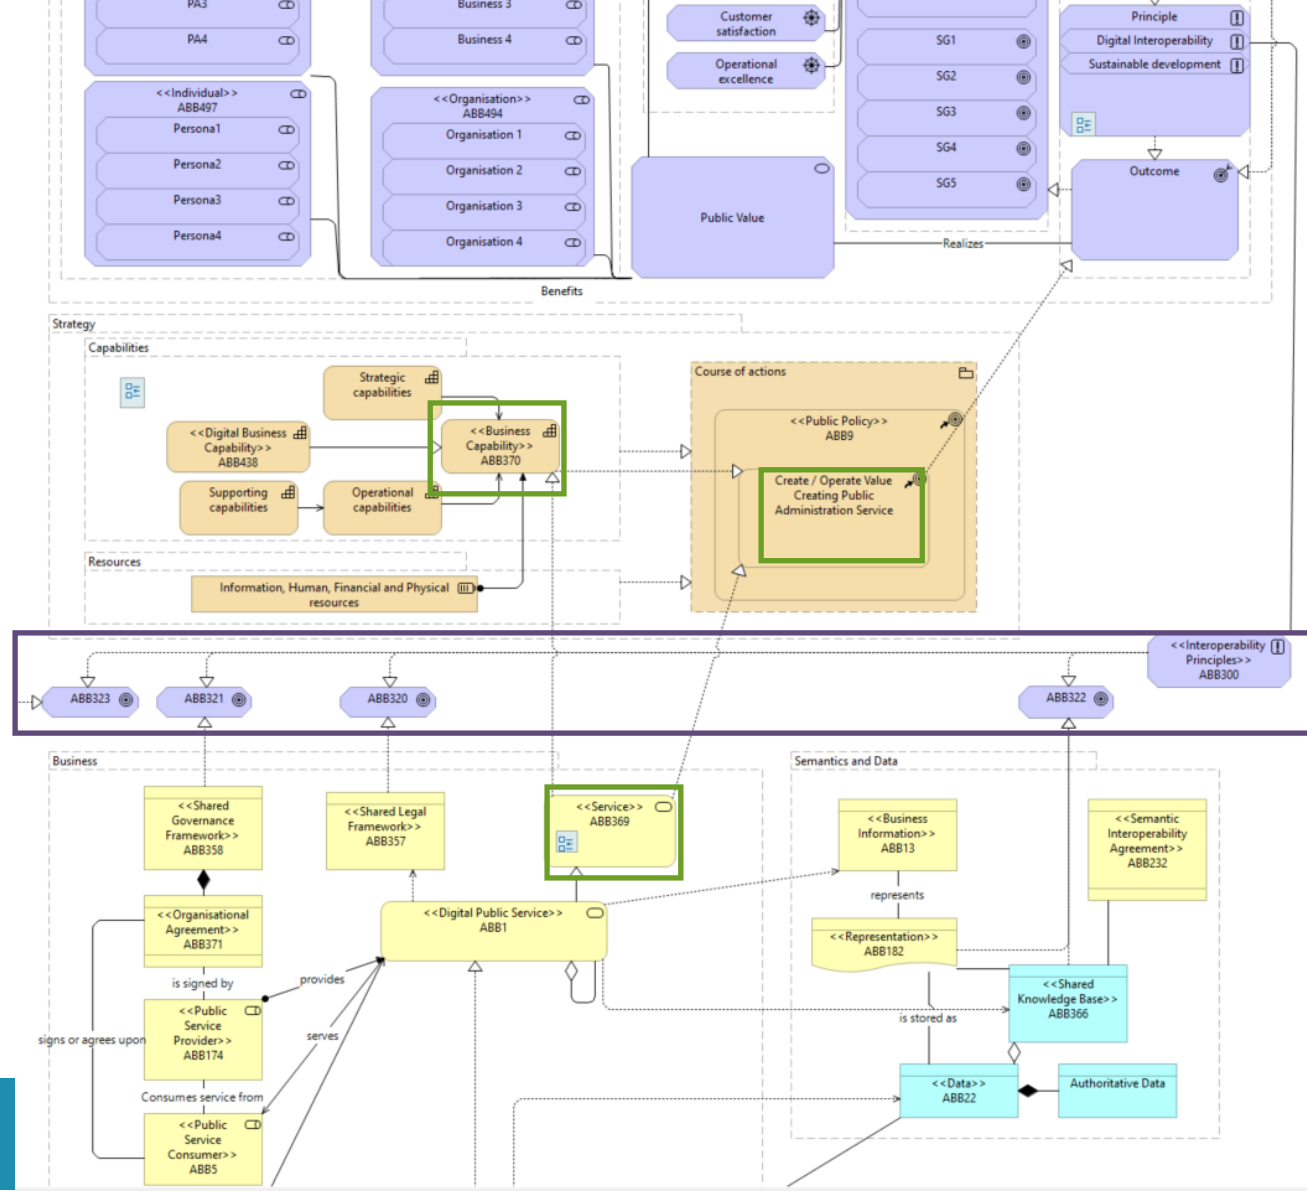 PA3
PA4
Business 3
Business 4
<<Individual>>
ABB497
Persona1
Persona2
Persona3
Persona4
<<Organisation>>
ABB494
Organisation 1
Organisation 2
Organisation 3
Organisation 4
Customer
satisfaction
Operational
excellence
SG1
SG2
SG3
SG4
SG5
Principle
Digital Interoperability
Sustainable development
Public Value
Realizes
Outcome
Benefits
Strategy
Capabilities
Strategic
capabilities
<<Digital Business
Capability>>
ABB438
<<Business
Capability>>
ABB370
Supporting
capabilities
Operational
capabilities
Resources
Information, Human, Financial and Physical
resources
Course of actions
<<Public Policy>>
ABB9
Create / Operate Value
Creating Public
Administration Service
<<Interoperability
Principles>>
ABB300
ABB323
ABB321
ABB320
ABB322
Business
<<Shared
Governance
Framework>>
ABB358
<<Shared Legal
Framework>>
ABB357
<<Service>>
ABB369
<<Organisational
Agreement>>
ABB371
<<Digital Public Service>>
ABB1
is signed by
provides
<<Public
Service
Provider>>
ABB174
signs or agrees upon
serves
Consumes service from
<<Public
Service
Consumer>>
ABB5
Semantics and Data
<<Business
Information>>
ABB13
<<Semantic
Interoperability
Agreement>>
ABB232
represents
<<Representation>>
ABB182
<<Shared
Knowledge Base>>
ABB366
is stored as
<<Data>>
ABB22
Authoritative Data